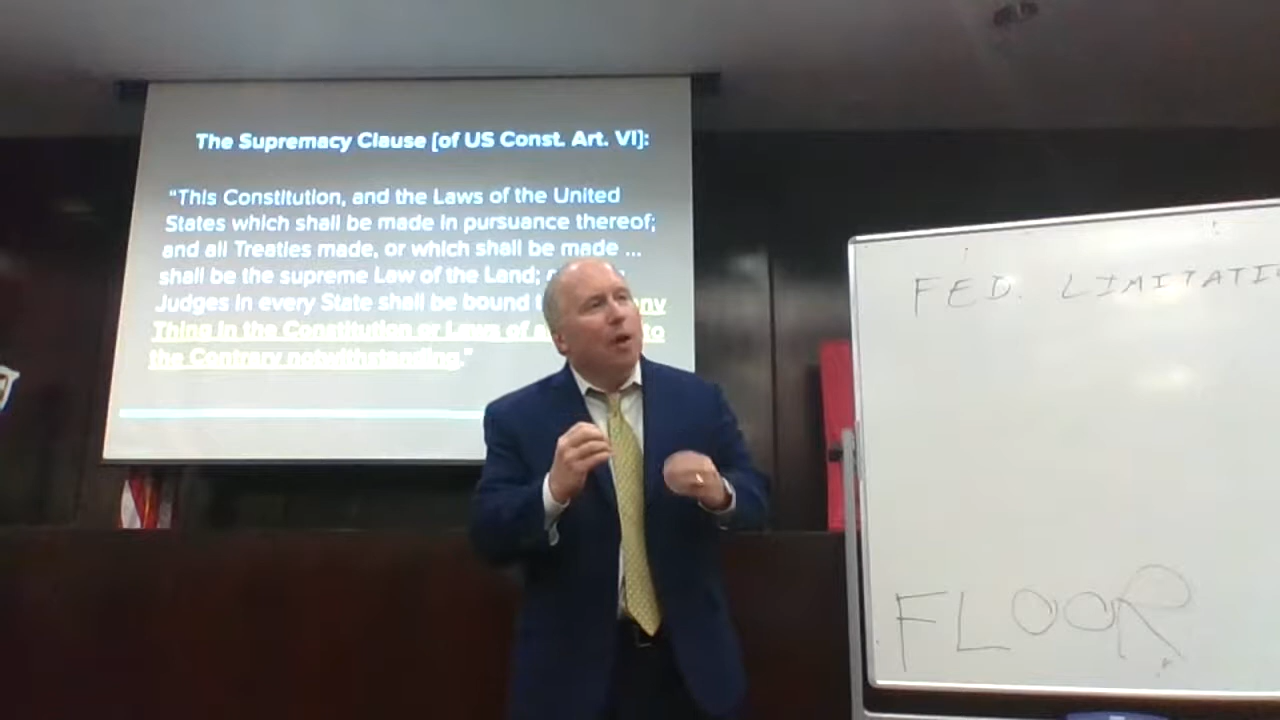 The Supremacy Clause [of US Const. Art. VI]:
"This Constitution, and the Laws of the United
States which shall be made in pursuance thereof;
and all Treaties made, or which shall be made ...
shall be the supreme Law of the Land;
Judges in every State shall be bound
Thing in the Constitution or Laws of to
the Contrary notwithstanding."
FED. LIMITATI
FLOOR